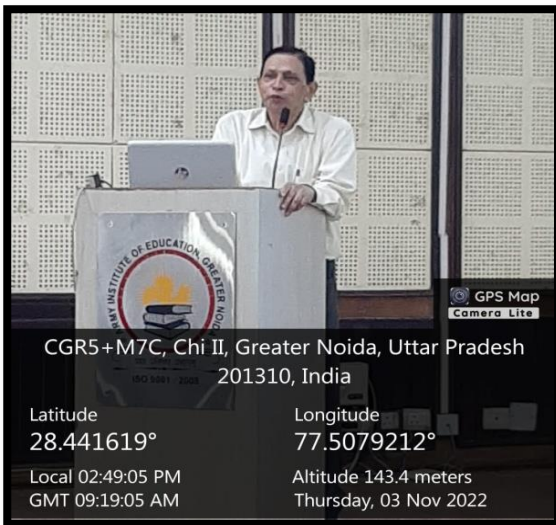 ARMY INSTITUTE OF EDUCATION, GREATER NOIDA
ISO 9001 : 2008
hp
GPS Map
Camera Lite
CGR5+M7C, Chi II, Greater Noida, Uttar Pradesh
201310, India
Latitude
28.441619°
Longitude
77.5079212°
Local 02:49:05 PM
GMT 09:19:05 AM
Altitude 143.4 meters
Thursday, 03 Nov 2022